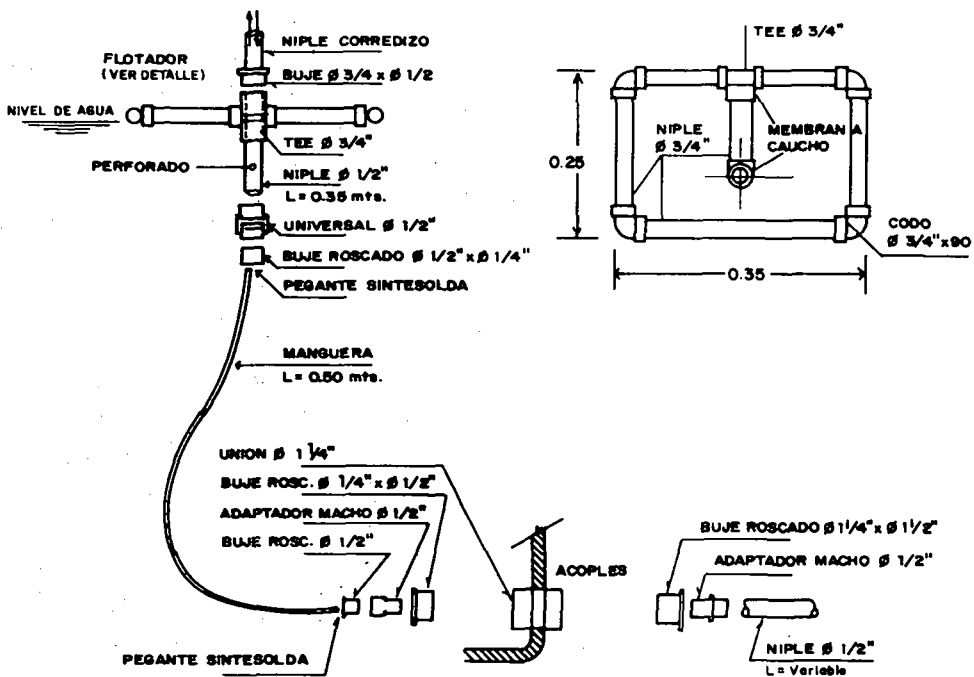 NIPLE CORREDIZO
FLOTADOR
(VER DETALLE)
BUJE Ø 3/4 x Ø 1/2
NIVEL DE AGUA
TEE Ø 3/4"
PERFORADO
NIPLE Ø 1/2"
L= 0.35 mts.
UNIVERSAL Ø 1/2"
BUJE ROSCADO Ø 1/2" x Ø 1/4"
PEGANTE SINTESOLDA
MANGUERA
L= 0.50 mts.
TEE Ø 3/4"
NIPLE
Ø 3/4"
MEMBRANA
CAUCHO
0.25
CODO
Ø 3/4" x 90
0.35
UNION Ø 1 1/4"
BUJE ROSC. Ø 1/4" x Ø 1/2"
ADAPTADOR MACHO Ø 1/2"
BUJE ROSC. Ø 1/2"
ACOPLES
PEGANTE SINTESOLDA
BUJE ROSCADO Ø 1 1/4" x Ø 1 1/2"
ADAPTADOR MACHO Ø 1/2"
NIPLE Ø 1/2"
L= Variable